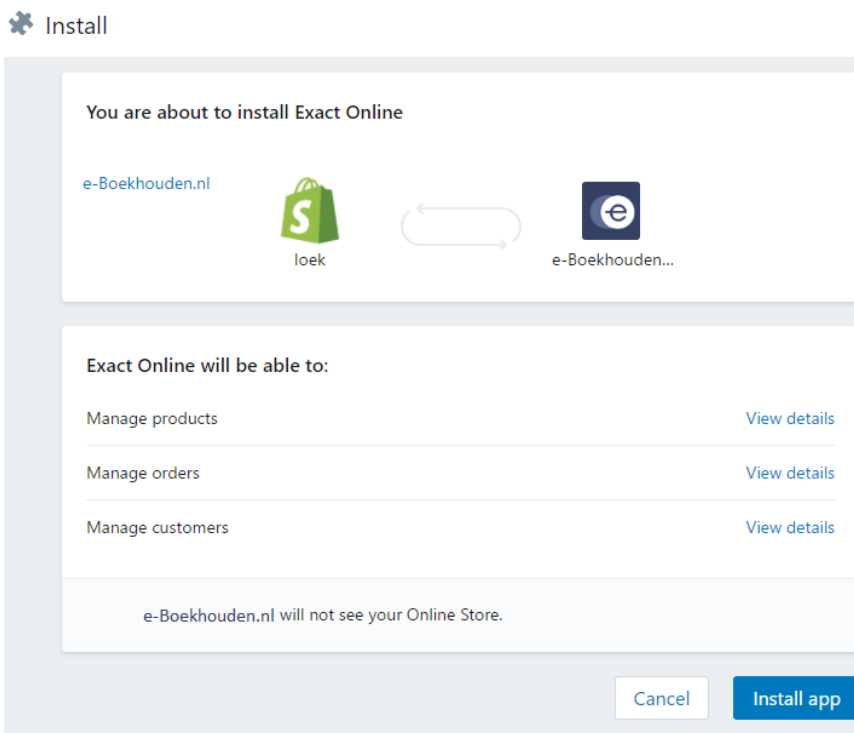 Install
You are about to install Exact Online
e-Boekhouden.nl
S
e
loek
e-Boekhouden...
Exact Online will be able to:
Manage products View details
Manage orders View details
Manage customers View details
e-Boekhouden.nl will not see your Online Store.
Cancel Install app